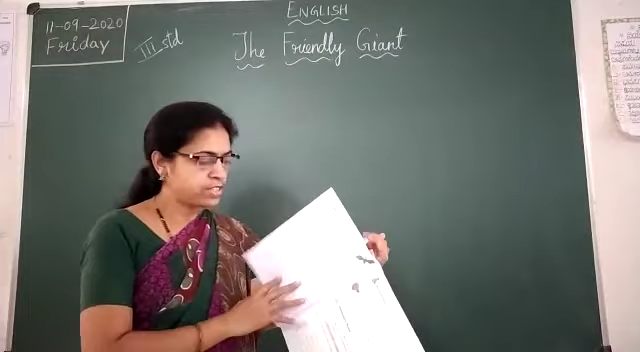 11-09-2020
Friday
III std
ENGLISH
The Friendly Giant